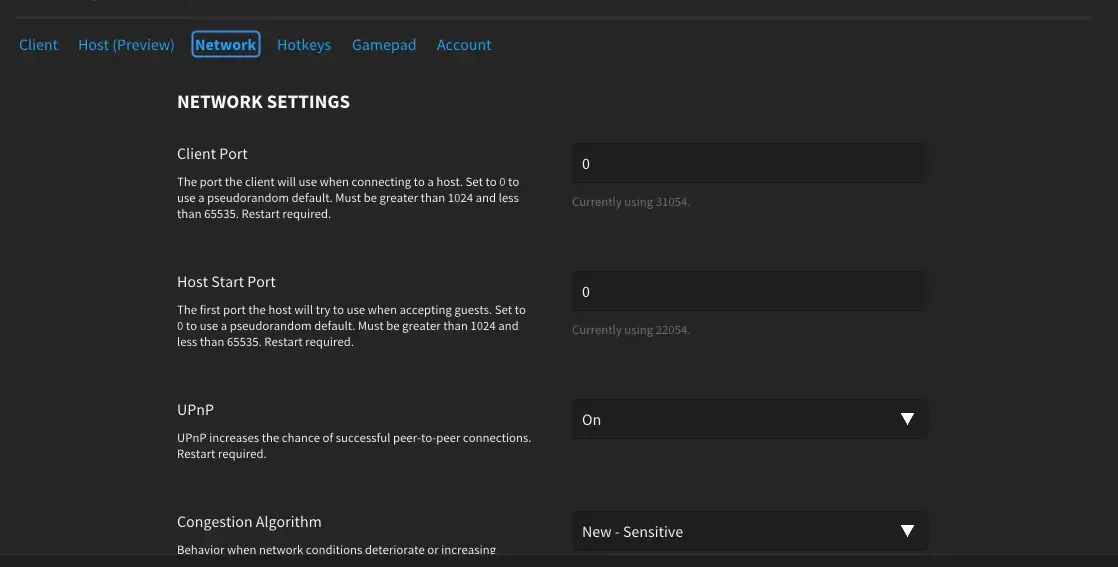 Client Host (Preview) Network Hotkeys Gamepad Account
NETWORK SETTINGS
Client Port
The port the client will use when connecting to a host. Set to 0 to
use a pseudorandom default. Must be greater than 1024 and less
than 65535. Restart required.
0
Currently using 31054.
Host Start Port
The first port the host will try to use when accepting guests. Set to
0 to use a pseudorandom default. Must be greater than 1024 and
less than 65535. Restart required.
0
Currently using 22054.
UPnP
UPnP increases the chance of successful peer-to-peer connections.
Restart required.
On
Congestion Algorithm
Behavior when network conditions deteriorate or increasing
New - Sensitive